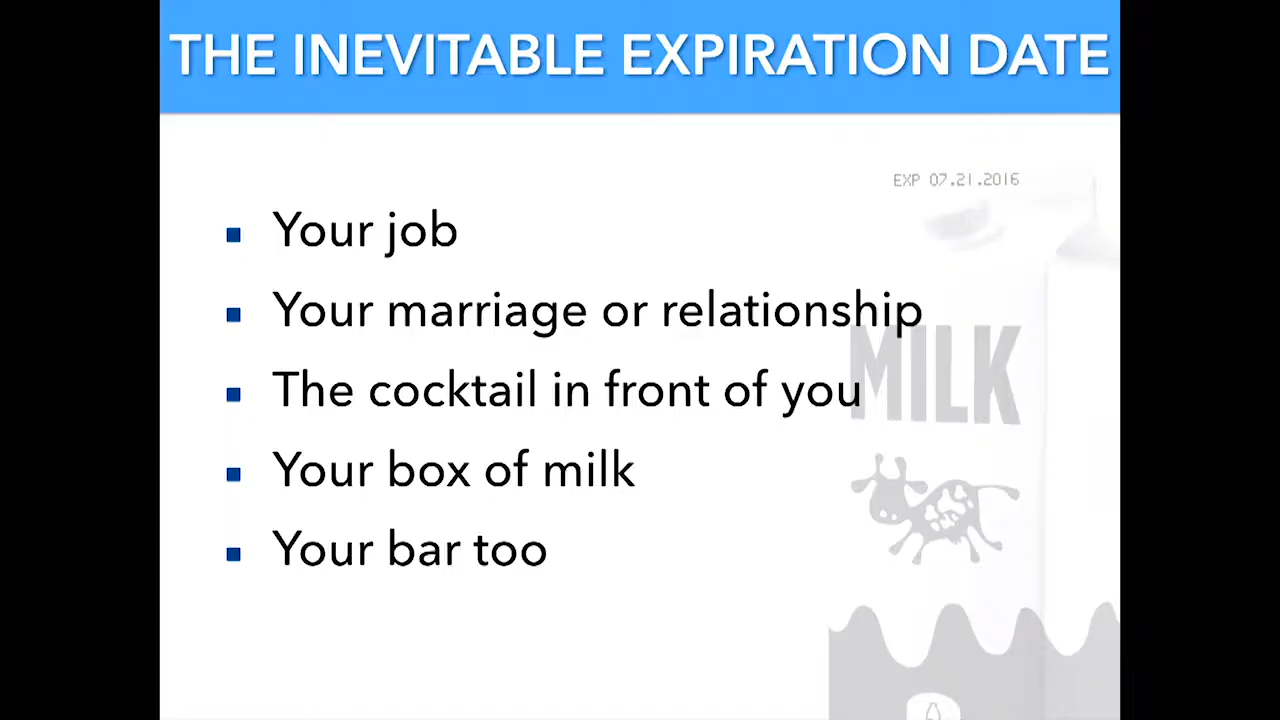 THE INEVITABLE EXPIRATION DATE
EXP 07.21.2016
Your job
Your marriage or relationship
MILK
The cocktail in front of you
Your box of milk
Your bar too